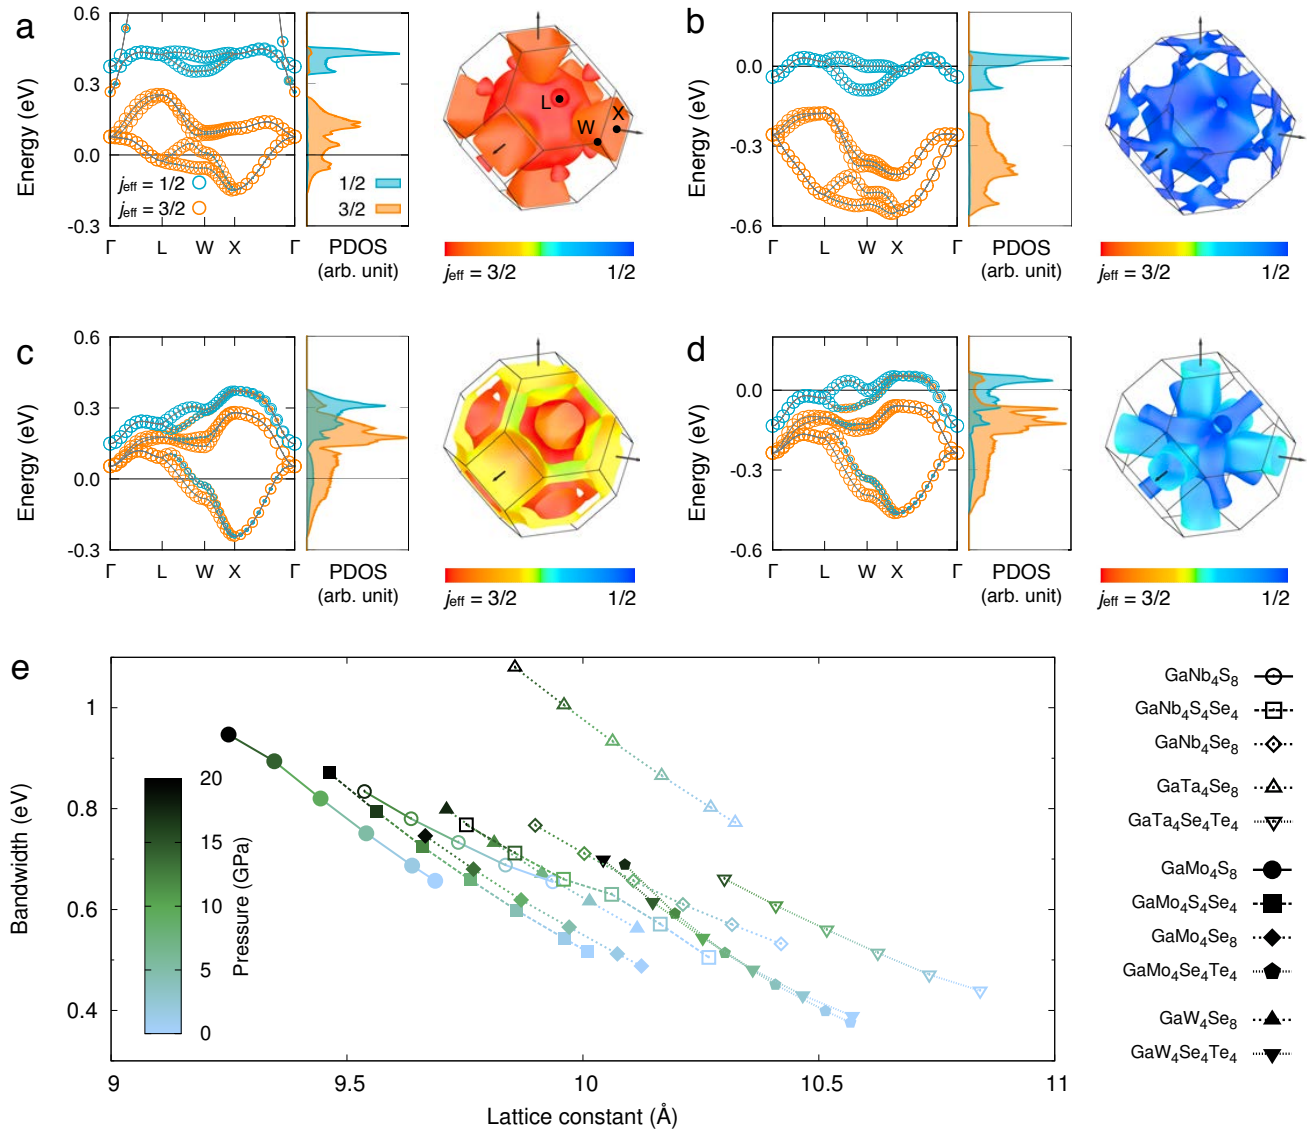 a
0.6
0.3
0.0
-0.3
Energy (eV)
jeff = 1/2
jeff = 3/2
Γ L W X Γ
1/2
3/2
PDOS
(arb. unit)
L
W
X
jeff = 3/2 1/2
b
0.0
-0.3
-0.6
Energy (eV)
Γ L W X Γ
PDOS
(arb. unit)
jeff = 3/2 1/2
c
0.6
0.3
0.0
-0.3
Energy (eV)
Γ L W X Γ
PDOS
(arb. unit)
jeff = 3/2 1/2
d
0.0
-0.3
-0.6
Energy (eV)
Γ L W X Γ
PDOS
(arb. unit)
jeff = 3/2 1/2
e
1
0.8
0.6
0.4
Bandwidth (eV)
20
15
10
5
0
Pressure (GPa)
9 9.5 10 10.5 11
Lattice constant (Å)
GaNb4S8
GaNb4S4Se4
GaNb4Se8
GaTa4Se8
GaTa4Se4Te4
GaMo4S8
GaMo4S4Se4
GaMo4Se8
GaMo4Se4Te4
GaW4Se8
GaW4Se4Te4